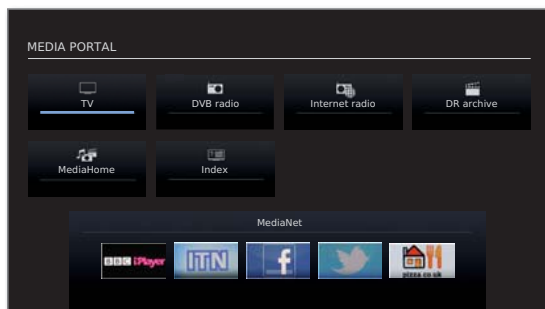 MEDIA PORTAL
TV
DVB radio
Internet radio
DR archive
MediaHome
Index
MediaNet
BBC iPlayer
ITN
f
pizza co uk